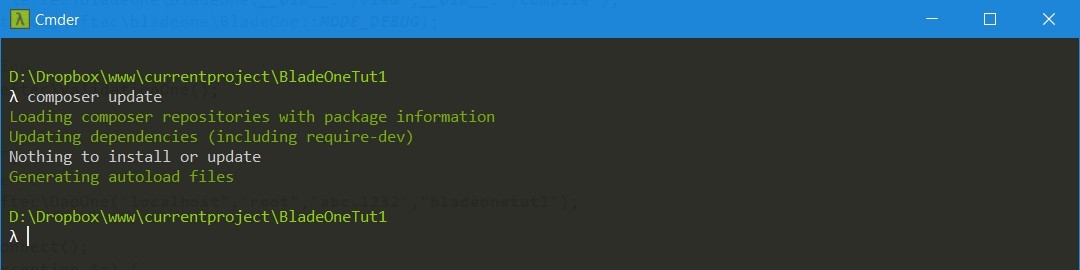 Cmder
D:\Dropbox\www\currentproject\BladeOneTut1
λ composer update
Loading composer repositories with package information
Updating dependencies (including require-dev)
Nothing to install or update
Generating autoload files
D:\Dropbox\www\currentproject\BladeOneTut1
λ